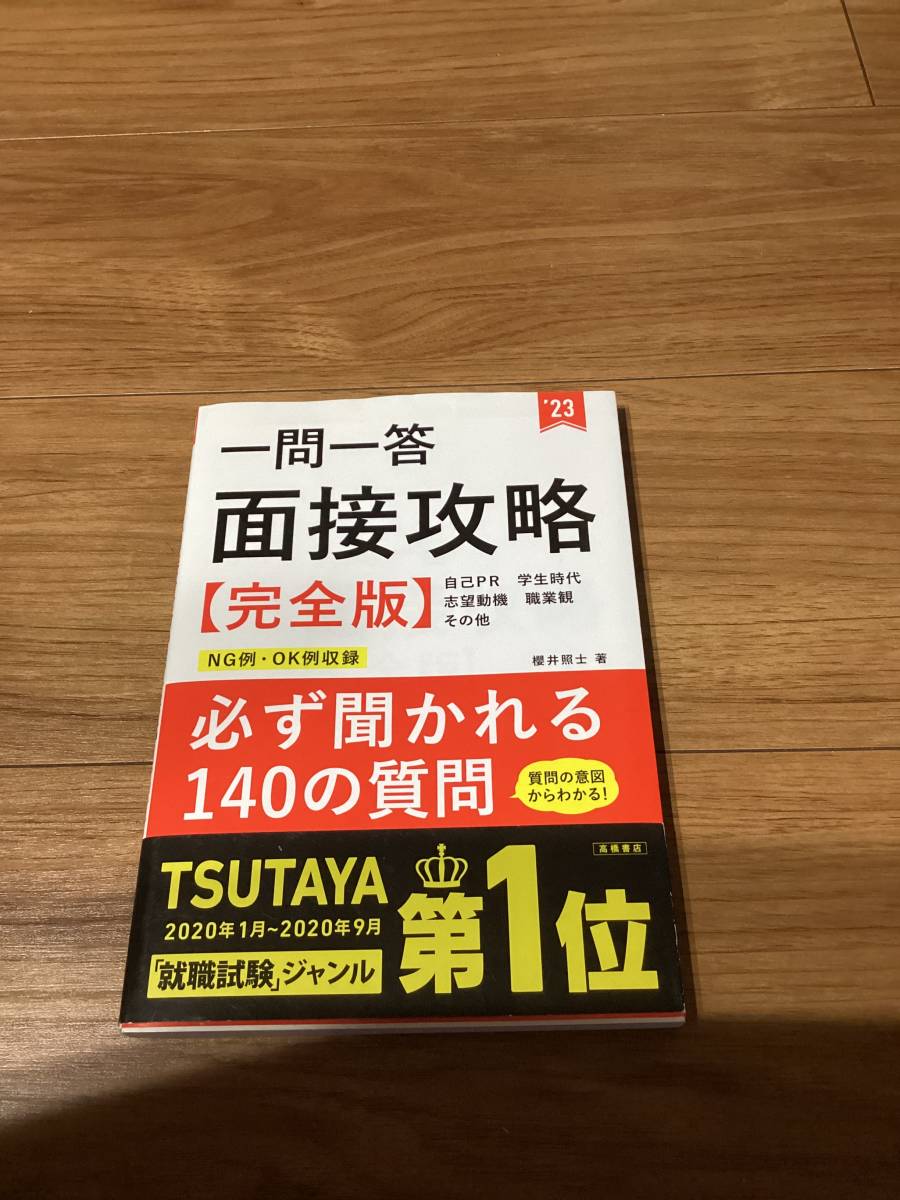 '23
一問一答
面接攻略
【完全版】
自己PR 学生時代
志望動機 職業観
その他
NG例・OK例収録
櫻井照士 著
必ず聞かれる
140の質問
質問の意図
からわかる!
高橋書店
TSUTAYA
2020年1月~2020年9月
「就職試験」ジャンル
第1位